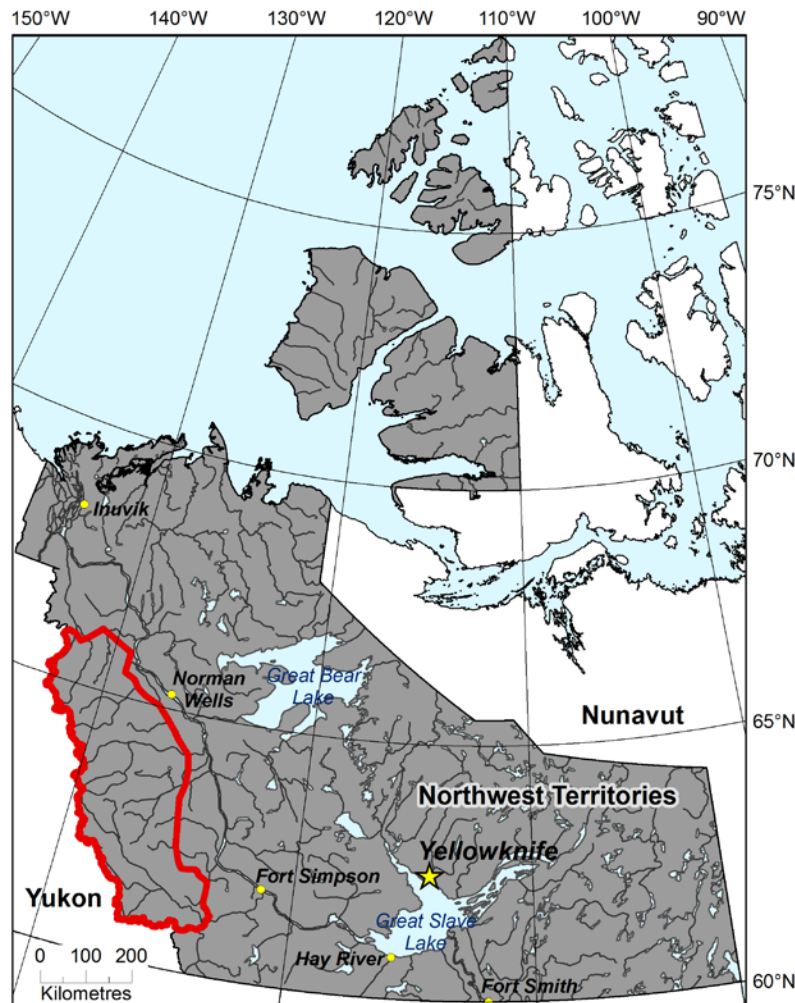 150°W 140°W 130°W 120°W 110°W 100°W 90°W
75°N
70°N
Inuvik
Great Bear
Lake
Norman
Wells
Nunavut
65°N
Northwest Territories
Yellowknife
Fort Simpson
Yukon
Great Slave
Lake
Hay River
0 100 200
Kilometres
Fort Smith
60°N